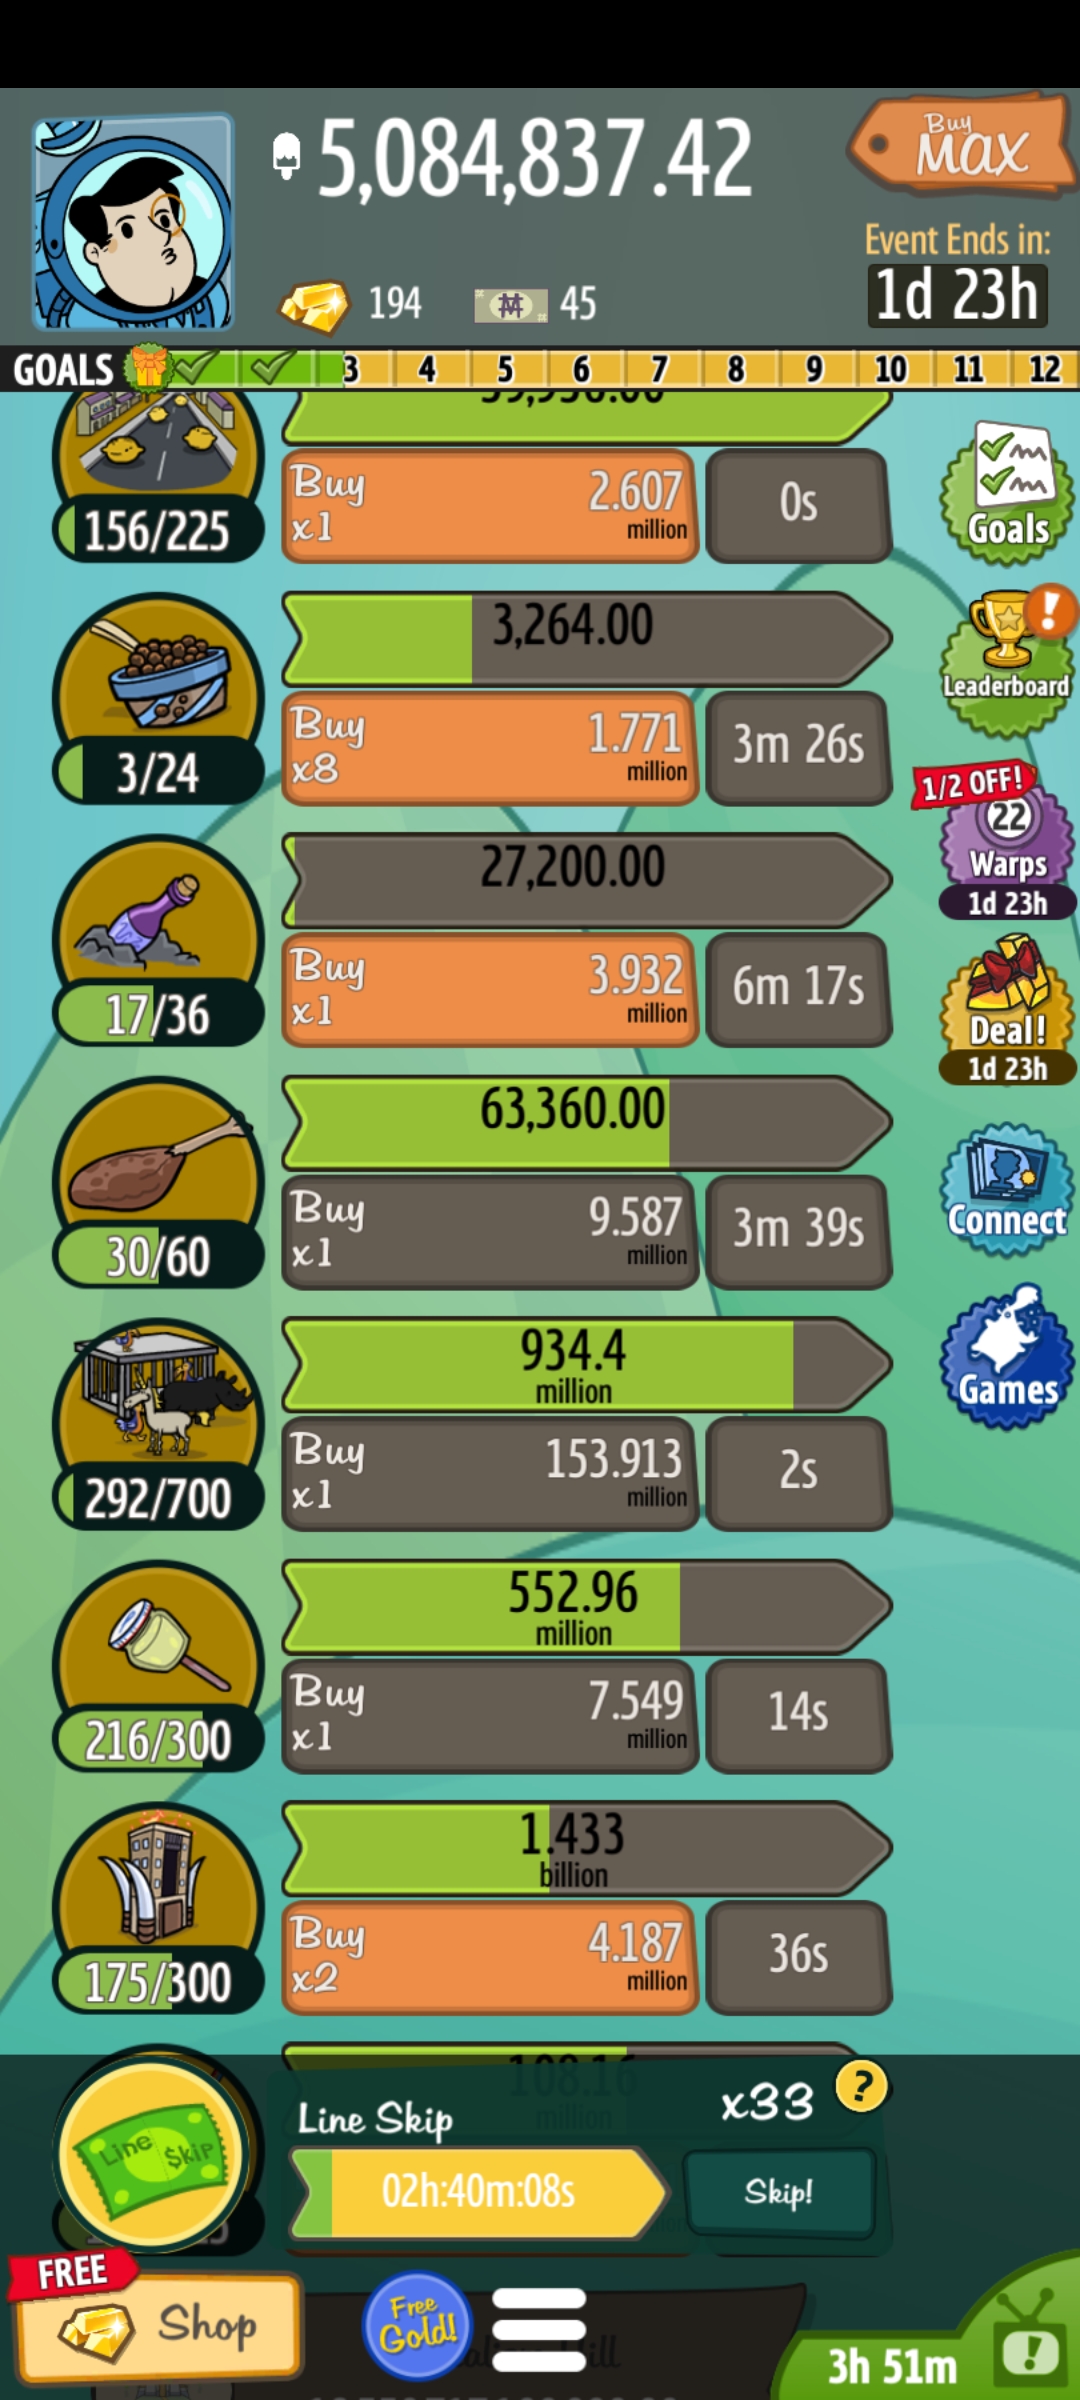 5,084,837.42
Buy
MAX
Event Ends in:
1d 23h
194
45
GOALS
3
4
5
6
7
8
9
10
11
12
156/225
Buy
x1
2.607
million
0s
Goals
3,264.00
3/24
Buy
x8
1.771
million
3m 26s
Leaderboard
1/2 OFF!
22
Warps
1d 23h
27,200.00
17/36
Buy
x1
3.932
million
6m 17s
Deal!
1d 23h
63,360.00
30/60
Buy
x1
9.587
million
3m 39s
Connect
934.4
million
292/700
Buy
x1
153.913
million
2s
Games
552.96
million
216/300
Buy
x1
7.549
million
14s
1.433
billion
175/300
Buy
x2
4.187
million
36s
108.16
million
Line Skip
Line $kip
x33
?
02h:40m:08s
Skip!
FREE
Shop
Free
Gold!
3h 51m
!